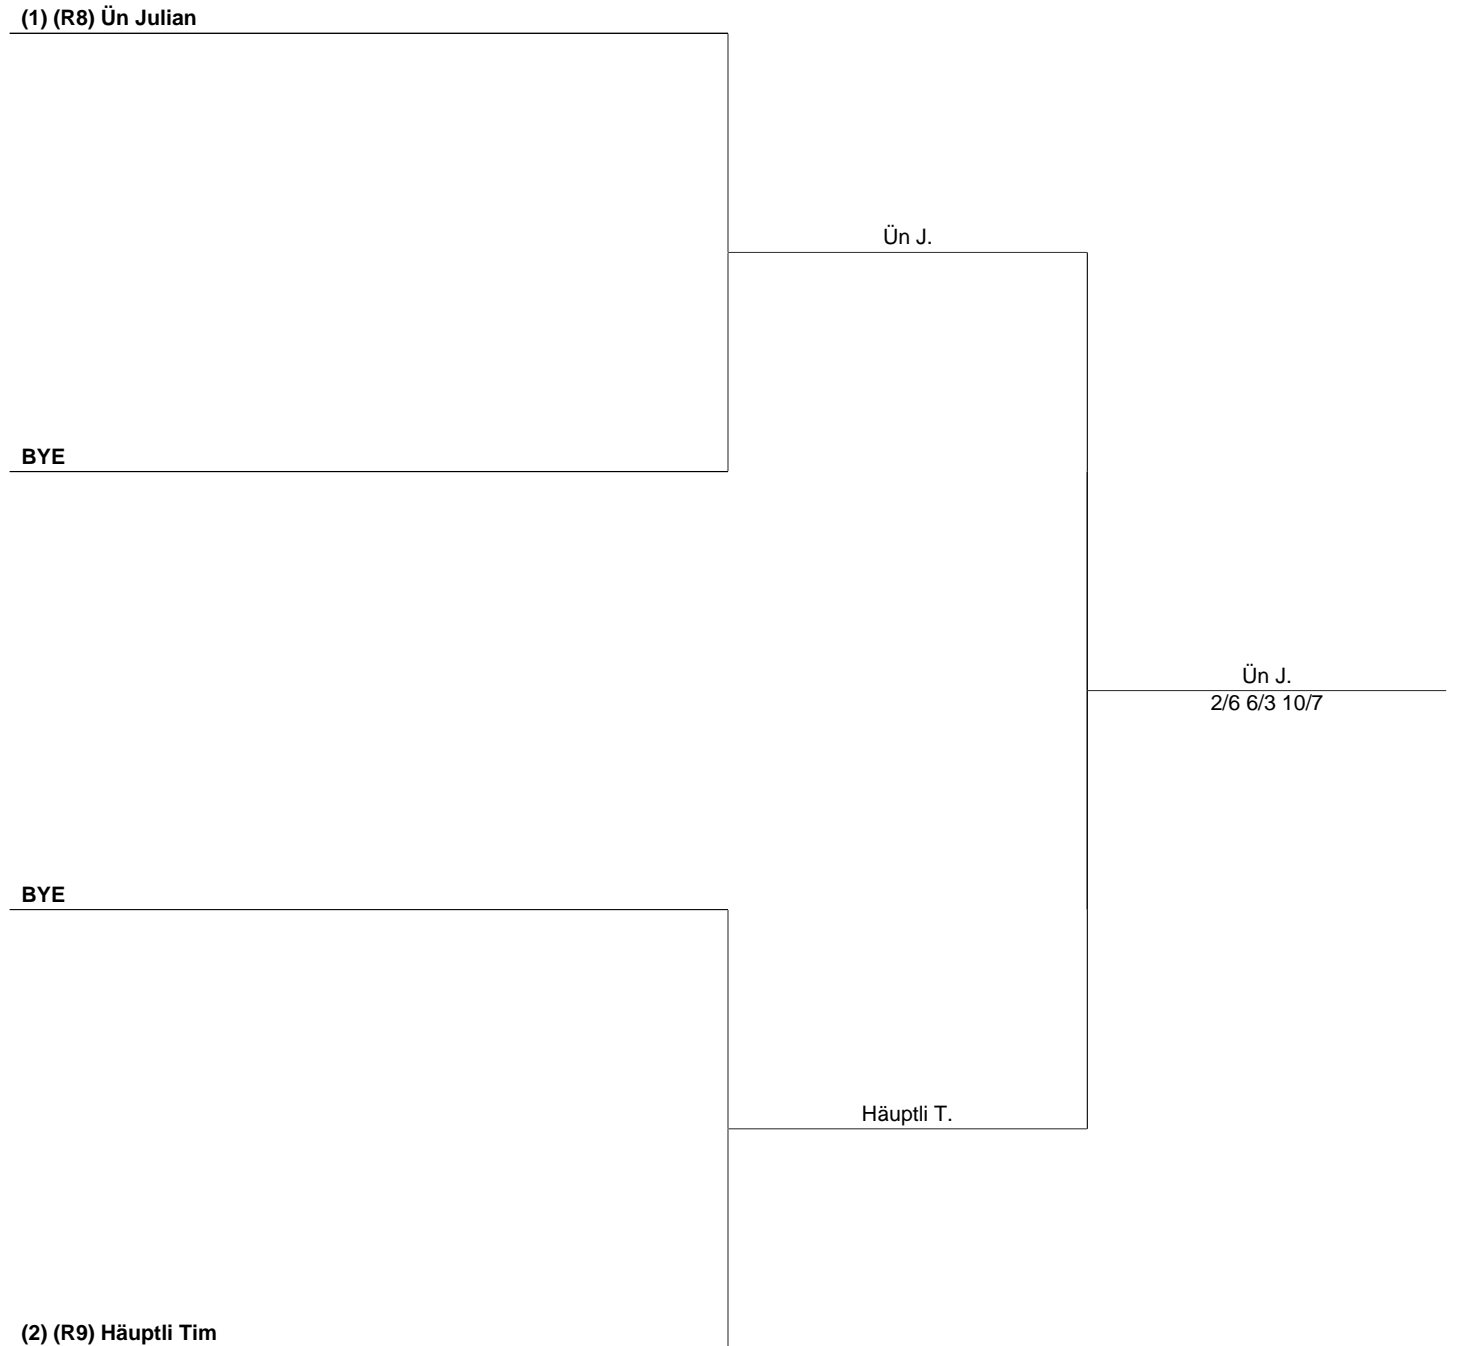 (1) (R8) Ün Julian
Ün J.
BYE
Ün J.
2/6 6/3 10/7
BYE
Häuptli T.
(2) (R9) Häuptli Tim